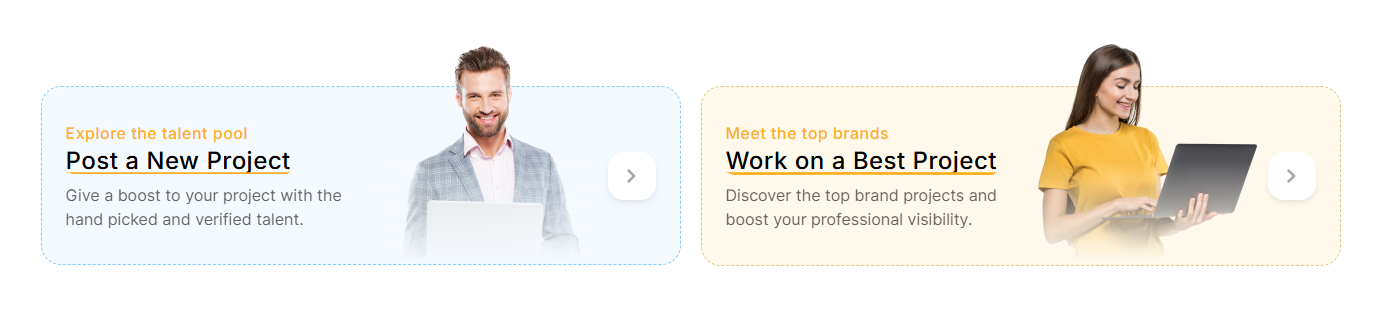 Explore the talent pool
Post a New Project
Give a boost to your project with the
hand picked and verified talent.
Meet the top brands
Work on a Best Project
Discover the top brand projects and
boost your professional visibility.